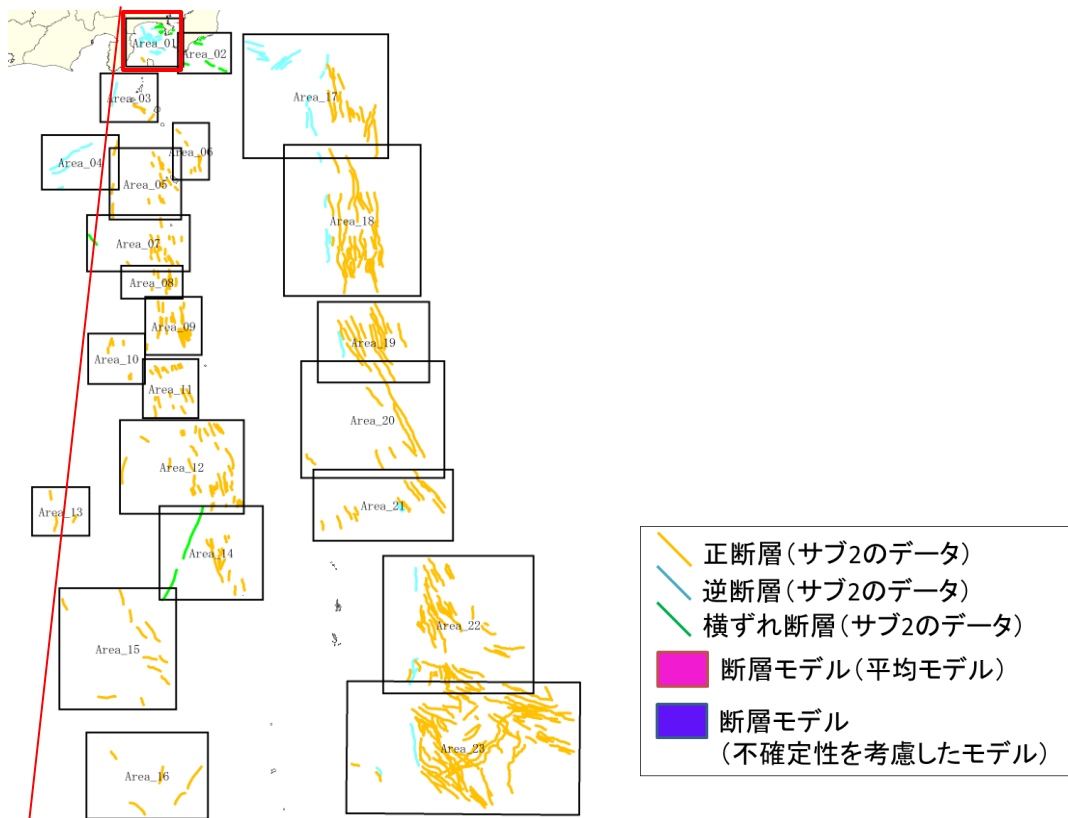 Area_01
Area_02
Area_03
Area_04
Area_05
Area_06
Area_07
Area_08
Area_09
Area_10
Area_11
Area_12
Area_13
Area_14
Area_15
Area_16
Area_17
Area_18
Area_19
Area_20
Area_21
Area_22
Area_23
正断層(サブ2のデータ)
逆断層(サブ2のデータ)
横ずれ断層(サブ2のデータ)
断層モデル(平均モデル)
断層モデル
(不確定性を考慮したモデル)